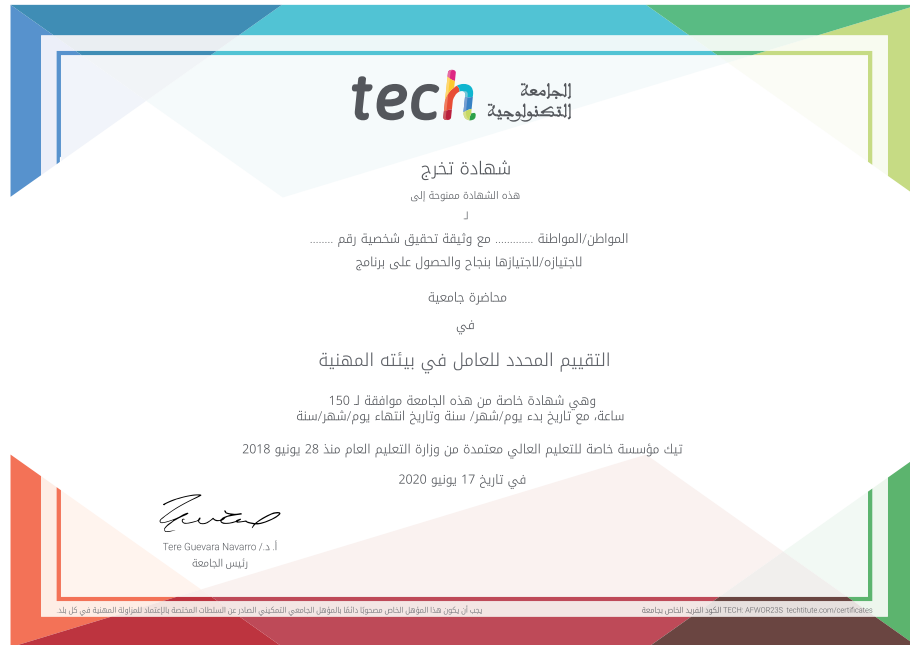 tech الجامعة
التكنولوجية
شهادة تخرج
هذه الشهادة ممنوحة إلى
لـ
المواطن/المواطنة ............ مع وثيقة تحقيق شخصية رقم ........
لاجتيازه/لاجتيازها بنجاح والحصول على برنامج
محاضرة جامعية
في
التقييم المحدد للعامل في بيئته المهنية
وهي شهادة خاصة من هذه الجامعة موافقة لـ 150
ساعة، مع تاريخ بدء يوم/شهر/ سنة وتاريخ انتهاء يوم/شهر/سنة
تيك مؤسسة خاصة للتعليم العالي معتمدة من وزارة التعليم العام منذ 28 يونيو 2018
في تاريخ 17 يونيو 2020
أ. د./ Tere Guevara Navarro
رئيس الجامعة
يجب أن يكون هذا المؤهل الخاص مصحوبًا دائمًا بالمؤهل الجامعي التمكيني الصادر عن السلطات المختصة بالإعتماد للمزاولة المهنية في كل بلد.
الكود الفريد الخاص بجامعة TECH: AFWOR23S techtitute.com/certificates